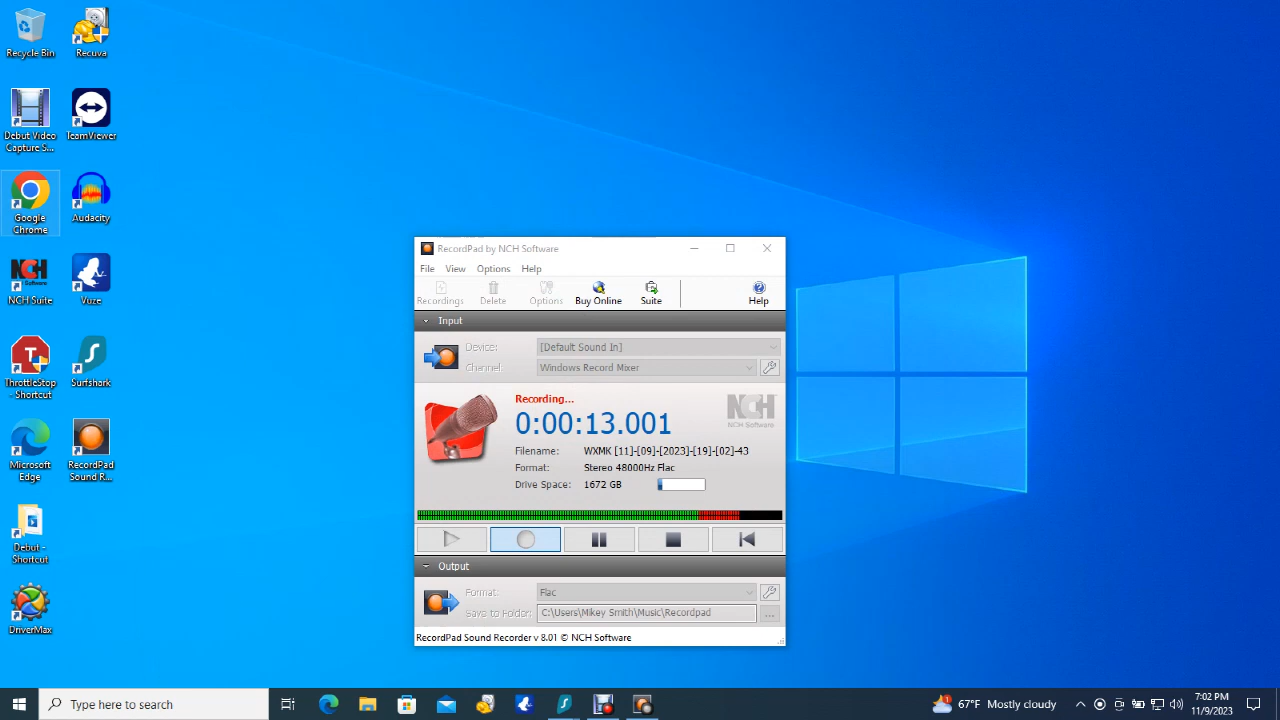 Recycle Bin
Recuva
Debut Video
Capture S...
TeamViewer
Google
Chrome
Audacity
NCH
Software
NCH Suite
Vuze
ThrottleStop
- Shortcut
Surfshark
Microsoft
Edge
RecordPad
Sound R...
Debut -
Shortcut
DriverMax
RecordPad by NCH Software
File View Options Help
Recordings Delete Options Buy Online Suite Help
Input
Device: [Default Sound In]
Channel: Windows Record Mixer
Recording...
0:00:13.001
NCH
NCH Software
Filename: WXMK [11]-[09]-[2023]-[19]-[02]-43
Format: Stereo 48000Hz Flac
Drive Space: 1672 GB
Output
Format: Flac
Save to Folder: C:\Users\Mikey Smith\Music\Recordpad
...
RecordPad Sound Recorder v 8.01 © NCH Software
Type here to search
67°F Mostly cloudy
7:02 PM
11/9/2023